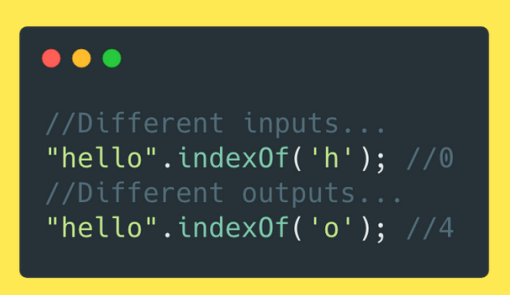 //Different inputs...
"hello".indexOf('h'); //0
//Different outputs...
"hello".indexOf('o'); //4